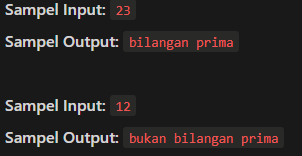 Sampel Input: 23
Sampel Output: bilangan prima
Sampel Input: 12
Sampel Output: bukan bilangan prima